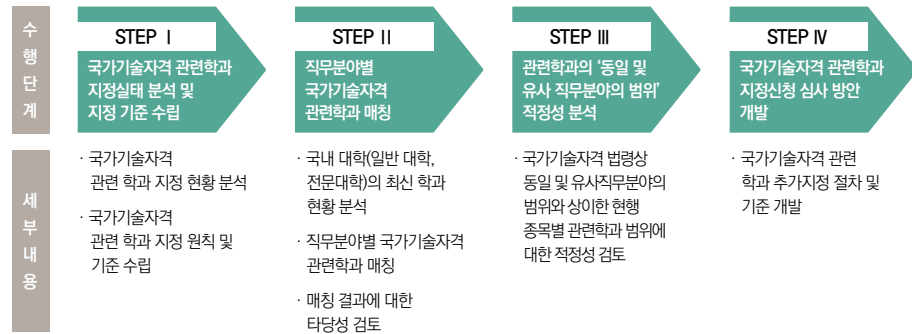 수행단계
STEP Ⅰ
국가기술자격 관련학과
지정실태 분석 및
지정 기준 수립
STEP Ⅱ
직무분야별
국가기술자격
관련학과 매칭
STEP Ⅲ
관련학과의 ‘동일 및
유사 직무분야의 범위’
적정성 분석
STEP Ⅳ
국가기술자격 관련학과
지정신청 심사 방안
개발
세부내용
· 국가기술자격
관련 학과 지정 현황 분석
· 국가기술자격
관련 학과 지정 원칙 및
기준 수립
· 국내 대학(일반 대학,
전문대학)의 최신 학과
현황 분석
· 직무분야별 국가기술자격
관련학과 매칭
· 매칭 결과에 대한
타당성 검토
· 국가기술자격 법령상
동일 및 유사직무분야의
범위와 상이한 현행
종목별 관련학과 범위에
대한 적정성 검토
· 국가기술자격 관련
학과 추가지정 절차 및
기준 개발